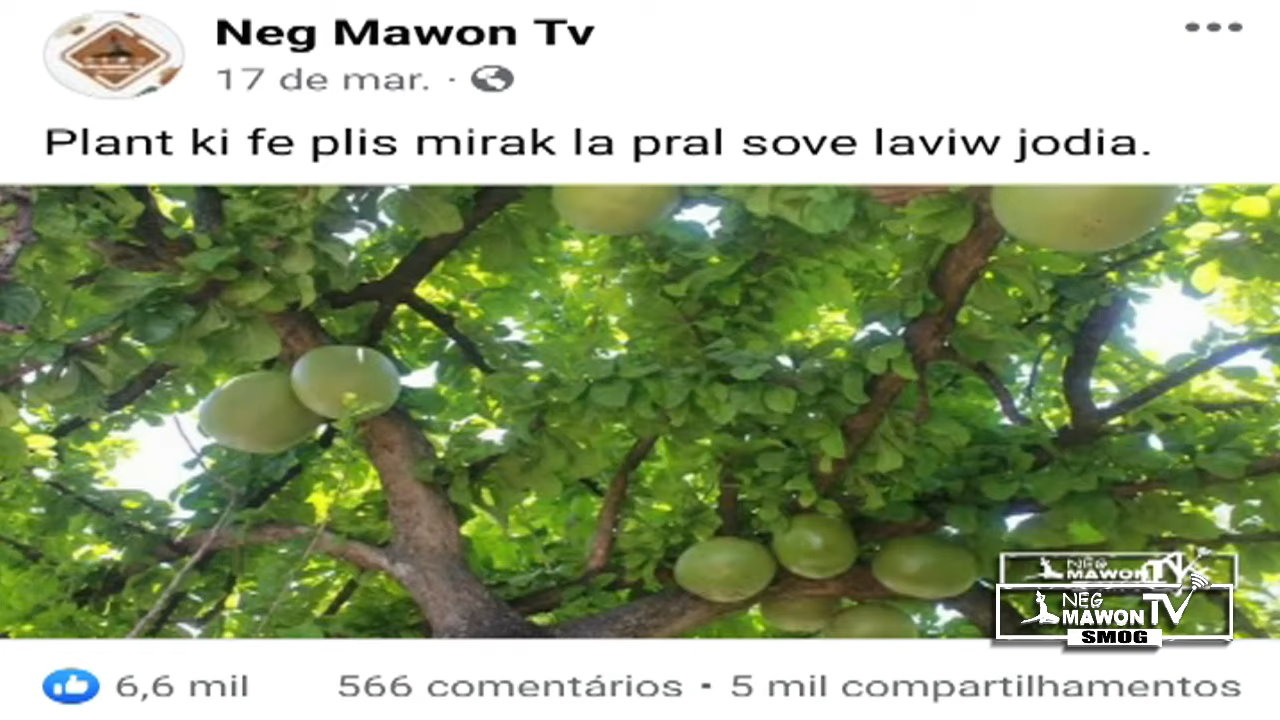 Neg Mawon Tv
17 de mar. ·
Plant ki fe plis mirak la pral sove laviw jodia.
NEG
MAWON TV
NEG
MAWON TV
SMOG
6,6 mil
566 comentários • 5 mil compartilhamentos